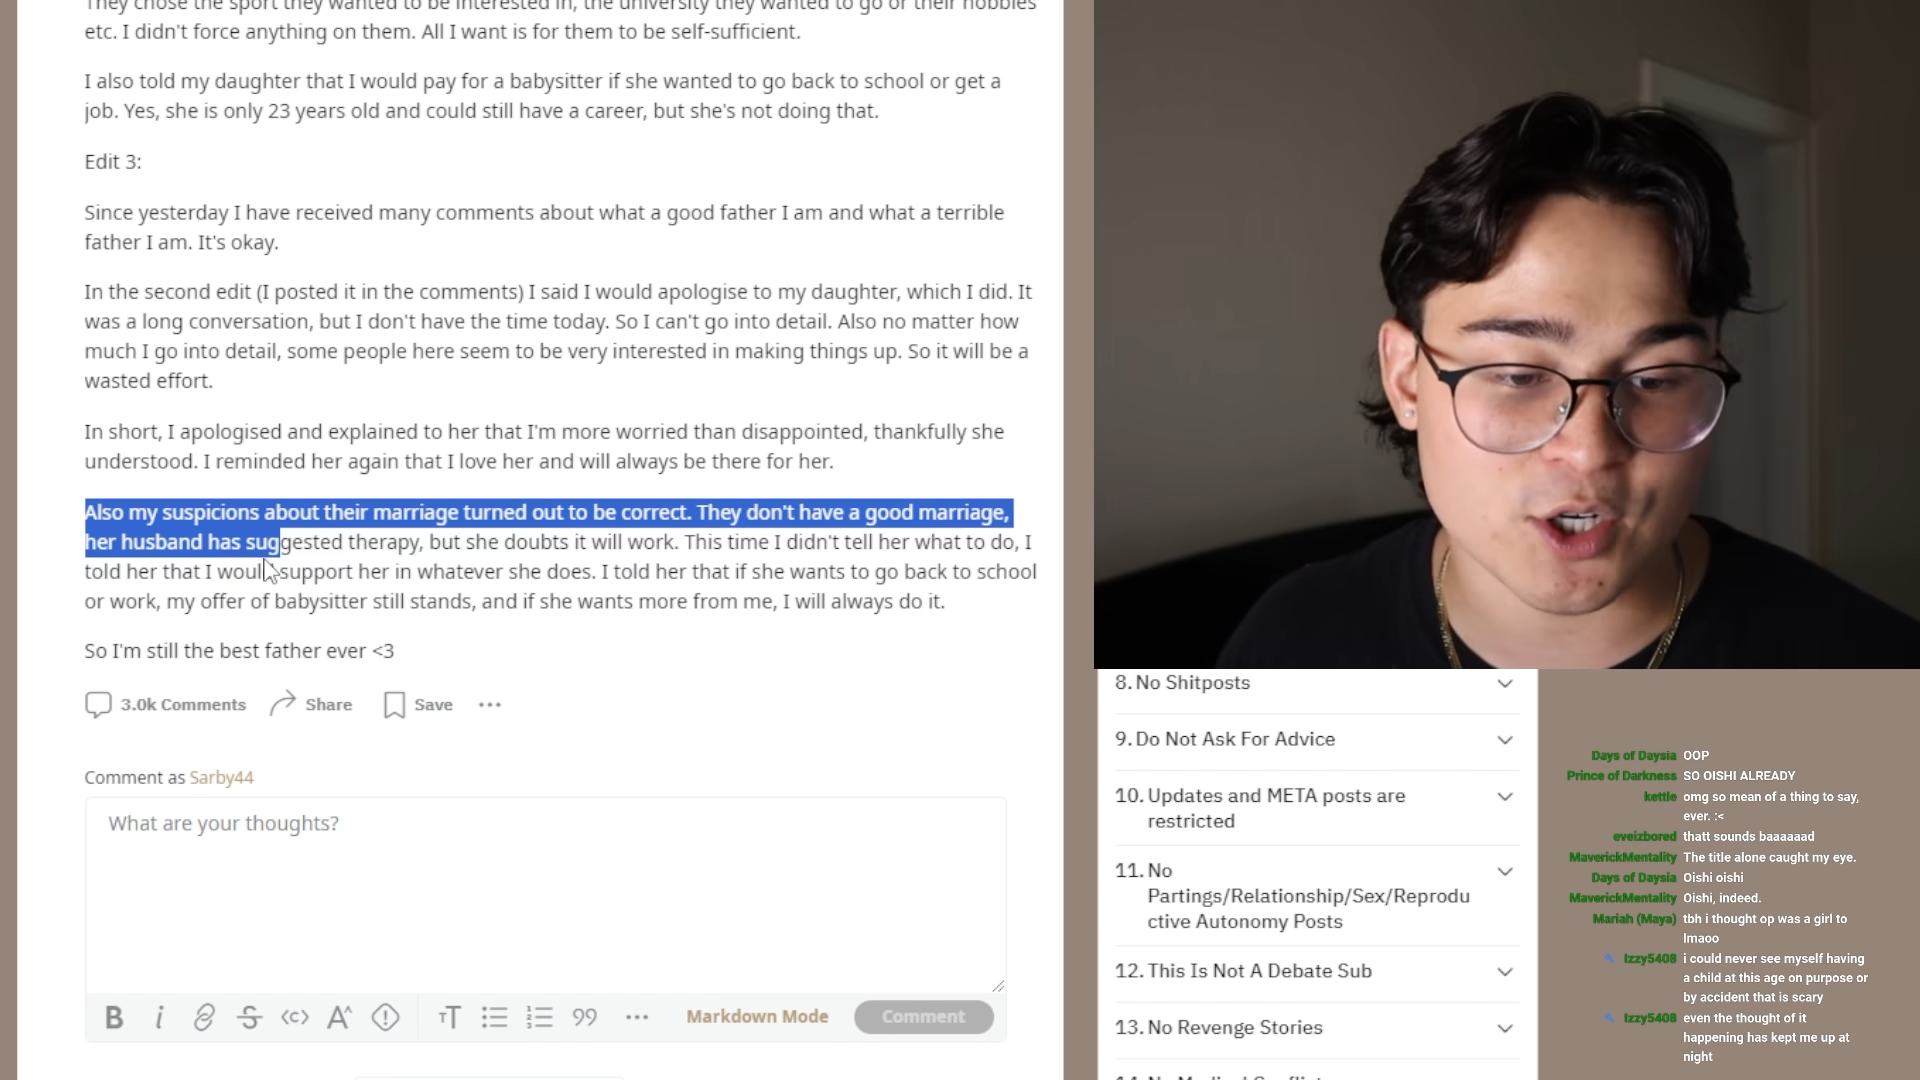 They chose the sport they wanted to be interested in, the university they wanted to go or their hobbies
etc. I didn't force anything on them. All I want is for them to be self-sufficient.
I also told my daughter that I would pay for a babysitter if she wanted to go back to school or get a
job. Yes, she is only 23 years old and could still have a career, but she's not doing that.
Edit 3:
Since yesterday I have received many comments about what a good father I am and what a terrible
father I am. It's okay.
In the second edit (I posted it in the comments) I said I would apologise to my daughter, which I did. It
was a long conversation, but I don't have the time today. So I can't go into detail. Also no matter how
much I go into detail, some people here seem to be very interested in making things up. So it will be a
wasted effort.
In short, I apologised and explained to her that I'm more worried than disappointed, thankfully she
understood. I reminded her again that I love her and will always be there for her.
Also my suspicions about their marriage turned out to be correct. They don't have a good marriage,
her husband has suggested therapy, but she doubts it will work. This time I didn't tell her what to do, I
told her that I would support her in whatever she does. I told her that if she wants to go back to school
or work, my offer of babysitter still stands, and if she wants more from me, I will always do it.
So I'm still the best father ever <3
3.0k Comments Share Save
Comment as Sarby44
What are your thoughts?
B i <c> A^ TT 99 Markdown Mode Comment
8. No Shitposts
9. Do Not Ask For Advice
10. Updates and META posts are
restricted
11. No
Partings/Relationship/Sex/Reprodu
ctive Autonomy Posts
12. This Is Not A Debate Sub
13. No Revenge Stories
Days of Daysia OOP
Prince of Darkness SO OISHI ALREADY
kettle omg so mean of a thing to say,
ever. :<
eveizbored thatt sounds baaaaaad
MaverickMentality The title alone caught my eye.
Days of Daysia Oishi oishi
MaverickMentality Oishi, indeed.
Mariah (Maya) tbh i thought op was a girl to
lmaoo
Izzy5408 i could never see myself having
a child at this age on purpose or
by accident that is scary
Izzy5408 even the thought of it
happening has kept me up at
night